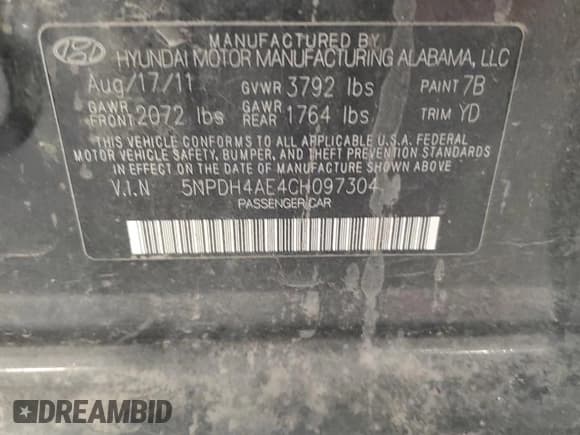 MANUFACTURED BY
HYUNDAI MOTOR MANUFACTURING ALABAMA, LLC
Aug/17/11 GVWR 3792 lbs PAINT 7B
GAWR FRONT 2072 lbs GAWR REAR 1764 lbs TRIM YD
THIS VEHICLE CONFORMS TO ALL APPLICABLE U.S.A. FEDERAL
MOTOR VEHICLE SAFETY, BUMPER, AND THEFT PREVENTION
STANDARDS IN EFFECT ON THE DATE OF MANUFACTURE SHOWN ABOVE
V.I.N 5NPDH4AE4CH097304
PASSENGER CAR
DREAMBID